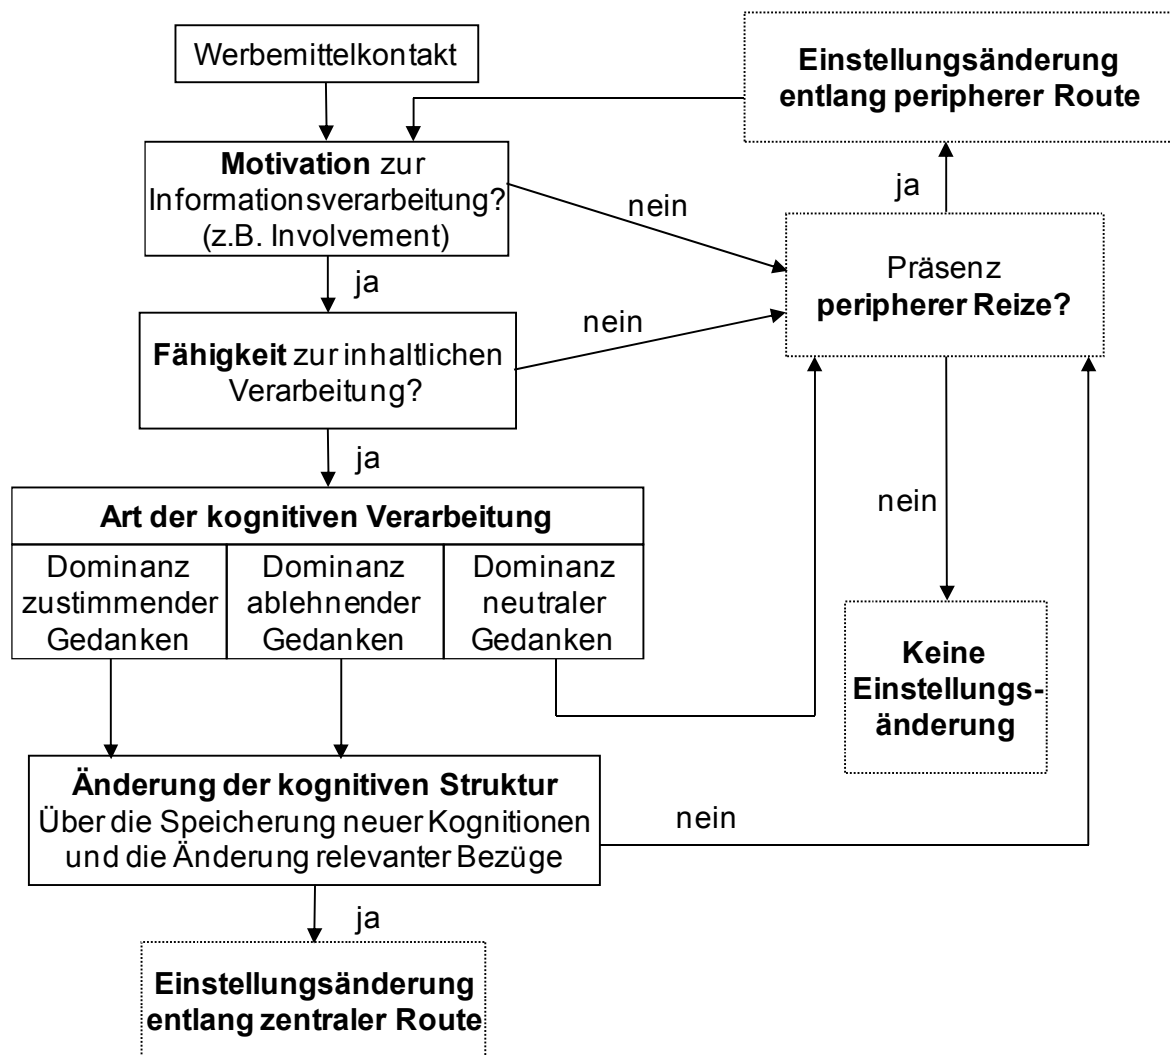 Werbemittelkontakt
Einstellungsänderung
entlang peripherer Route
Motivation zur
Informationsverarbeitung?
(z.B. Involvement)
nein
ja
Präsenz
peripherer Reize?
ja
nein
Fähigkeit zur inhaltlichen
Verarbeitung?
ja
nein
Art der kognitiven Verarbeitung
Dominanz
zustimmender
Gedanken
Dominanz
ablehnender
Gedanken
Dominanz
neutraler
Gedanken
Keine
Einstellungs-
änderung
Änderung der kognitiven Struktur
Über die Speicherung neuer Kognitionen
und die Änderung relevanter Bezüge
nein
ja
Einstellungsänderung
entlang zentraler Route